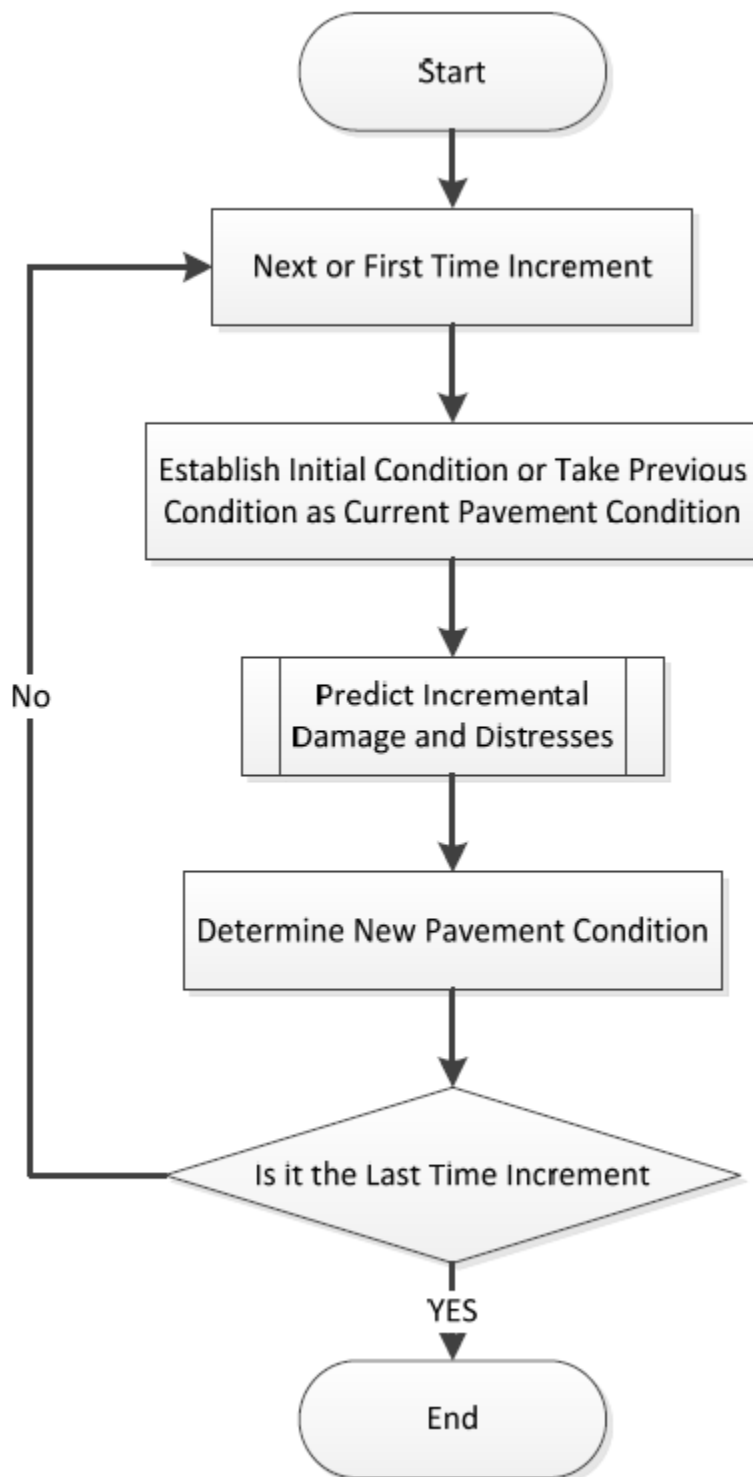 Start
Next or First Time Increment
Establish Initial Condition or Take Previous
Condition as Current Pavement Condition
No
Predict Incremental
Damage and Distresses
Determine New Pavement Condition
Is it the Last Time Increment
YES
End